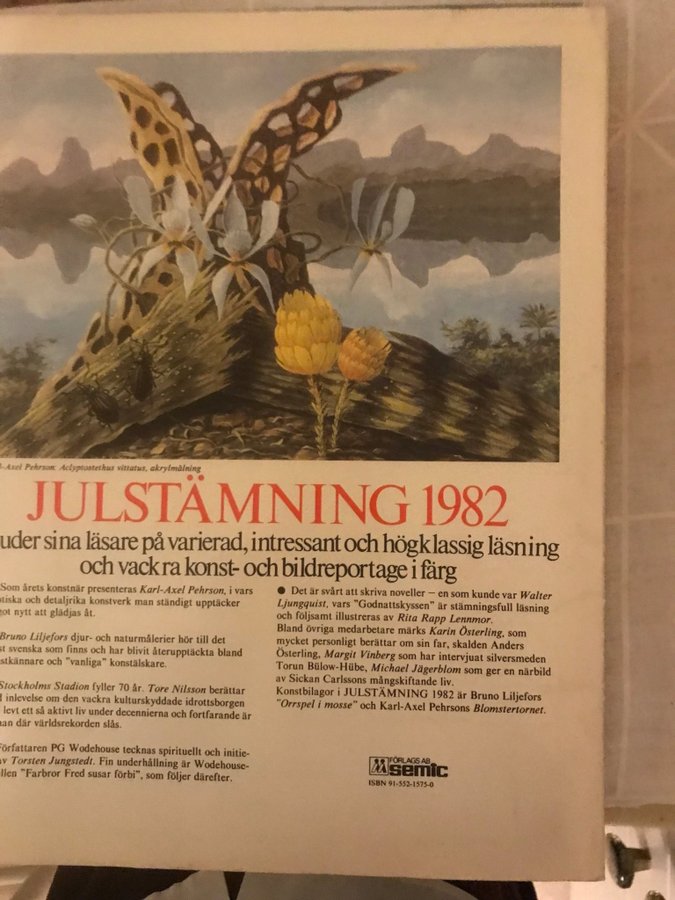 -Axel Pehrson: Aclyptostethus vittatus, akrylmålning
JULSTÄMNING 1982
uder sina läsare på varierad, intressant och högklassig läsning
och vackra konst- och bildreportage i färg
Som årets konstnär presenteras Karl-Axel Pehrson, i vars
tiska och detaljrika konstverk man ständigt upptäcker
got nytt att glädjas åt.
Bruno Liljefors djur- och naturmålerier hör till det
st svenska som finns och har blivit återupptäckta bland
stkännare och "vanliga" konstälskare.
Stockholms Stadion fyller 70 år. Tore Nilsson berättar
d inlevelse om den vackra kulturskyddade idrottsborgen
levt ett så aktivt liv under decennierna och fortfarande är
nan där världsrekorden slås.
Författaren PG Wodehouse tecknas spirituellt och initie-
av Torsten Jungstedt. Fin underhållning är Wodehouse-
llen "Farbror Fred susar förbi", som följer därefter.
● Det är svårt att skriva noveller – en som kunde var Walter
Ljungquist, vars "Godnattskyssen" är stämningsfull läsning
och följsamt illustreras av Rita Rapp Lennmor.
Bland övriga medarbetare märks Karin Österling, som
mycket personligt berättar om sin far, skalden Anders
Österling, Margit Vinberg som har intervjuat silversmeden
Torun Bülow-Hübe, Michael Jägerblom som ger en närbild
av Sickan Carlssons mångskiftande liv.
Konstbilagor i JULSTÄMNING 1982 är Bruno Liljefors
"Orrspel i mosse" och Karl-Axel Pehrsons Blomstertornet.
FÖRLAGS AB
semic
ISBN 91-552-1575-0